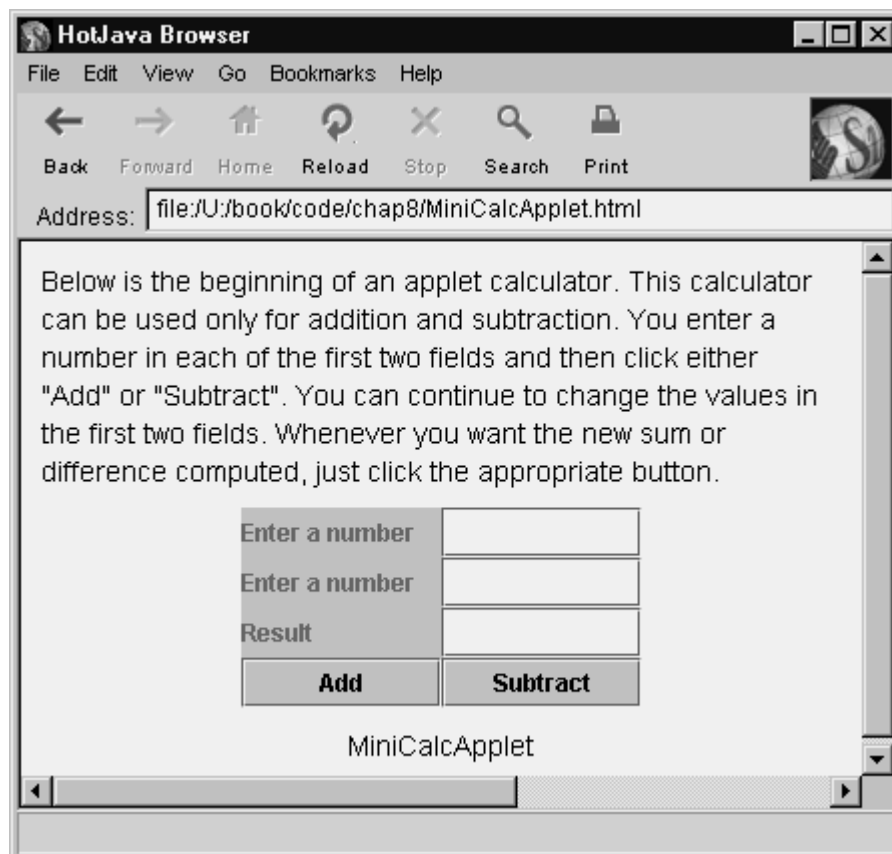 HotJava Browser
File Edit View Go Bookmarks Help
Back Forward Home Reload Stop Search Print
Address: file:/U:/book/code/chap8/MiniCalcApplet.html
Below is the beginning of an applet calculator. This calculator
can be used only for addition and subtraction. You enter a
number in each of the first two fields and then click either
"Add" or "Subtract". You can continue to change the values in
the first two fields. Whenever you want the new sum or
difference computed, just click the appropriate button.
Enter a number
Enter a number
Result
Add Subtract
MiniCalcApplet